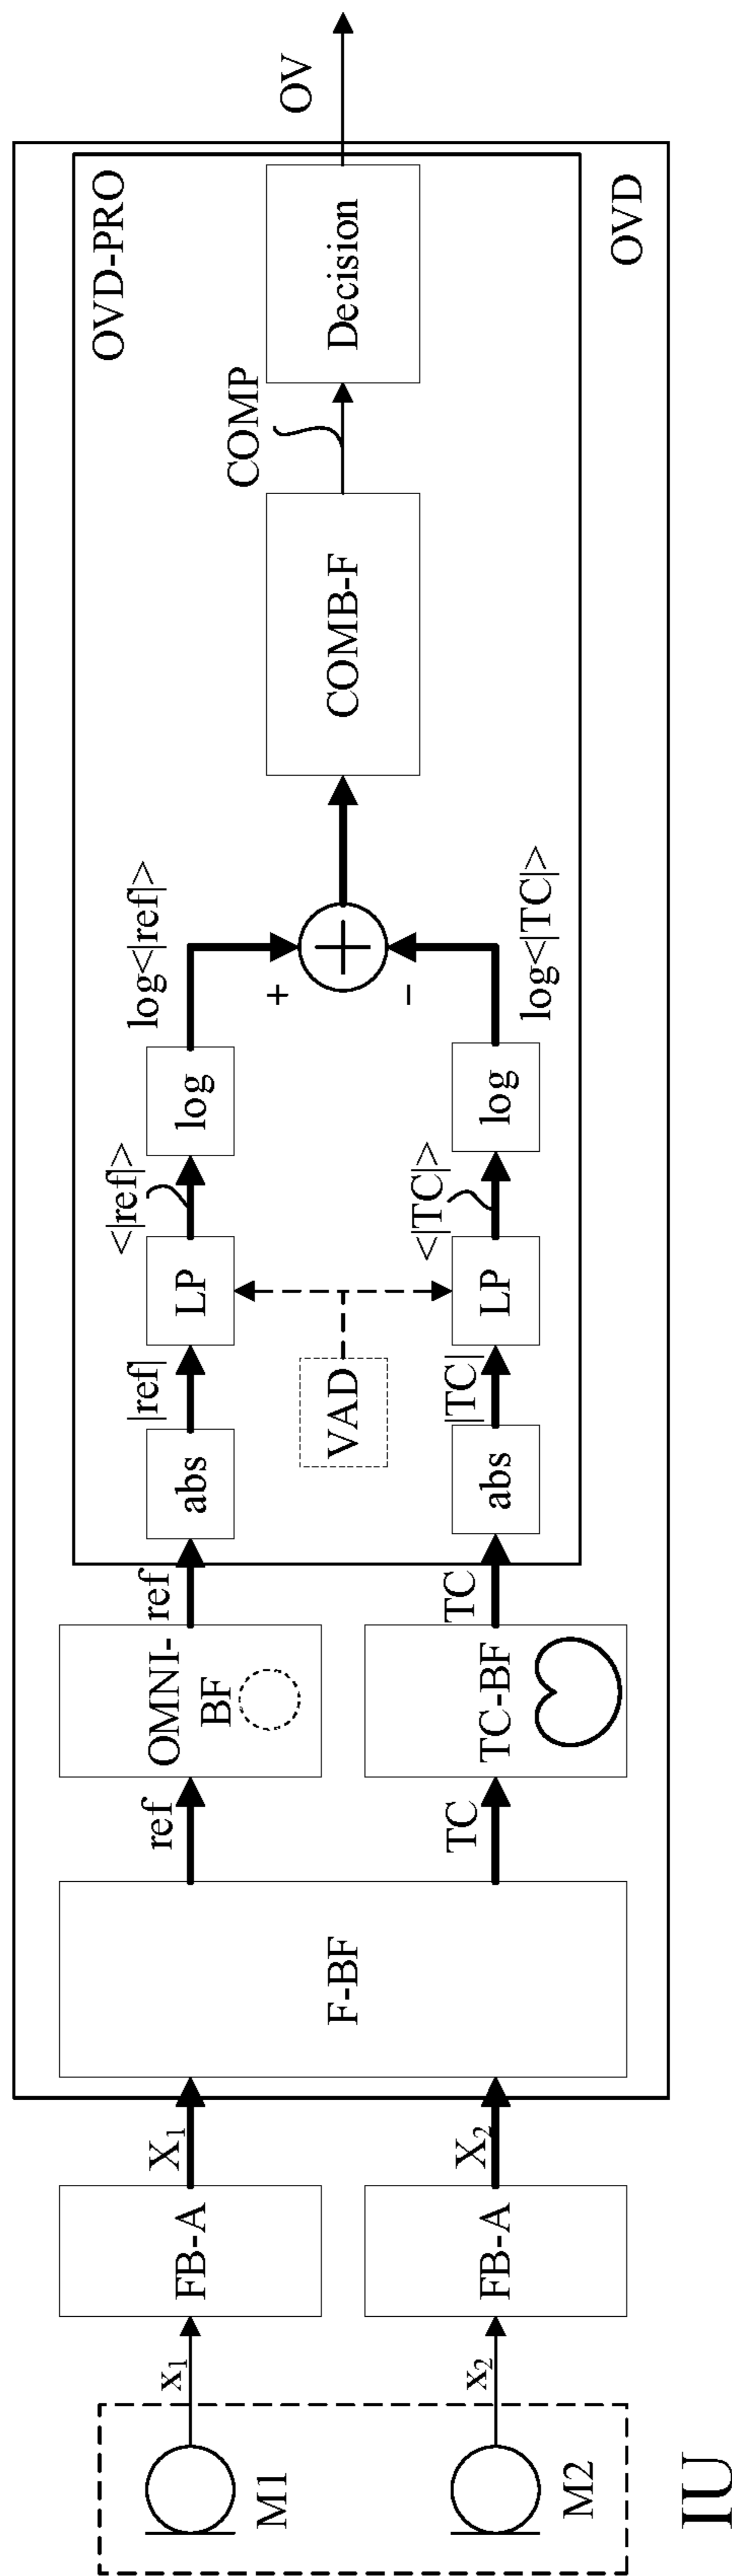 IU
M1
M2
x1
x2
FB-A
FB-A
X1
X2
F-BF
ref
TC
OMNI-
BF
TC-BF
ref
TC
OVD-PRO
OVD
abs
abs
|ref|
|TC|
VAD
LP
LP
<|ref|>
<|TC|>
log
log
log<|ref|>
log<|TC|>
+
−
COMB-F
COMP
Decision
OV